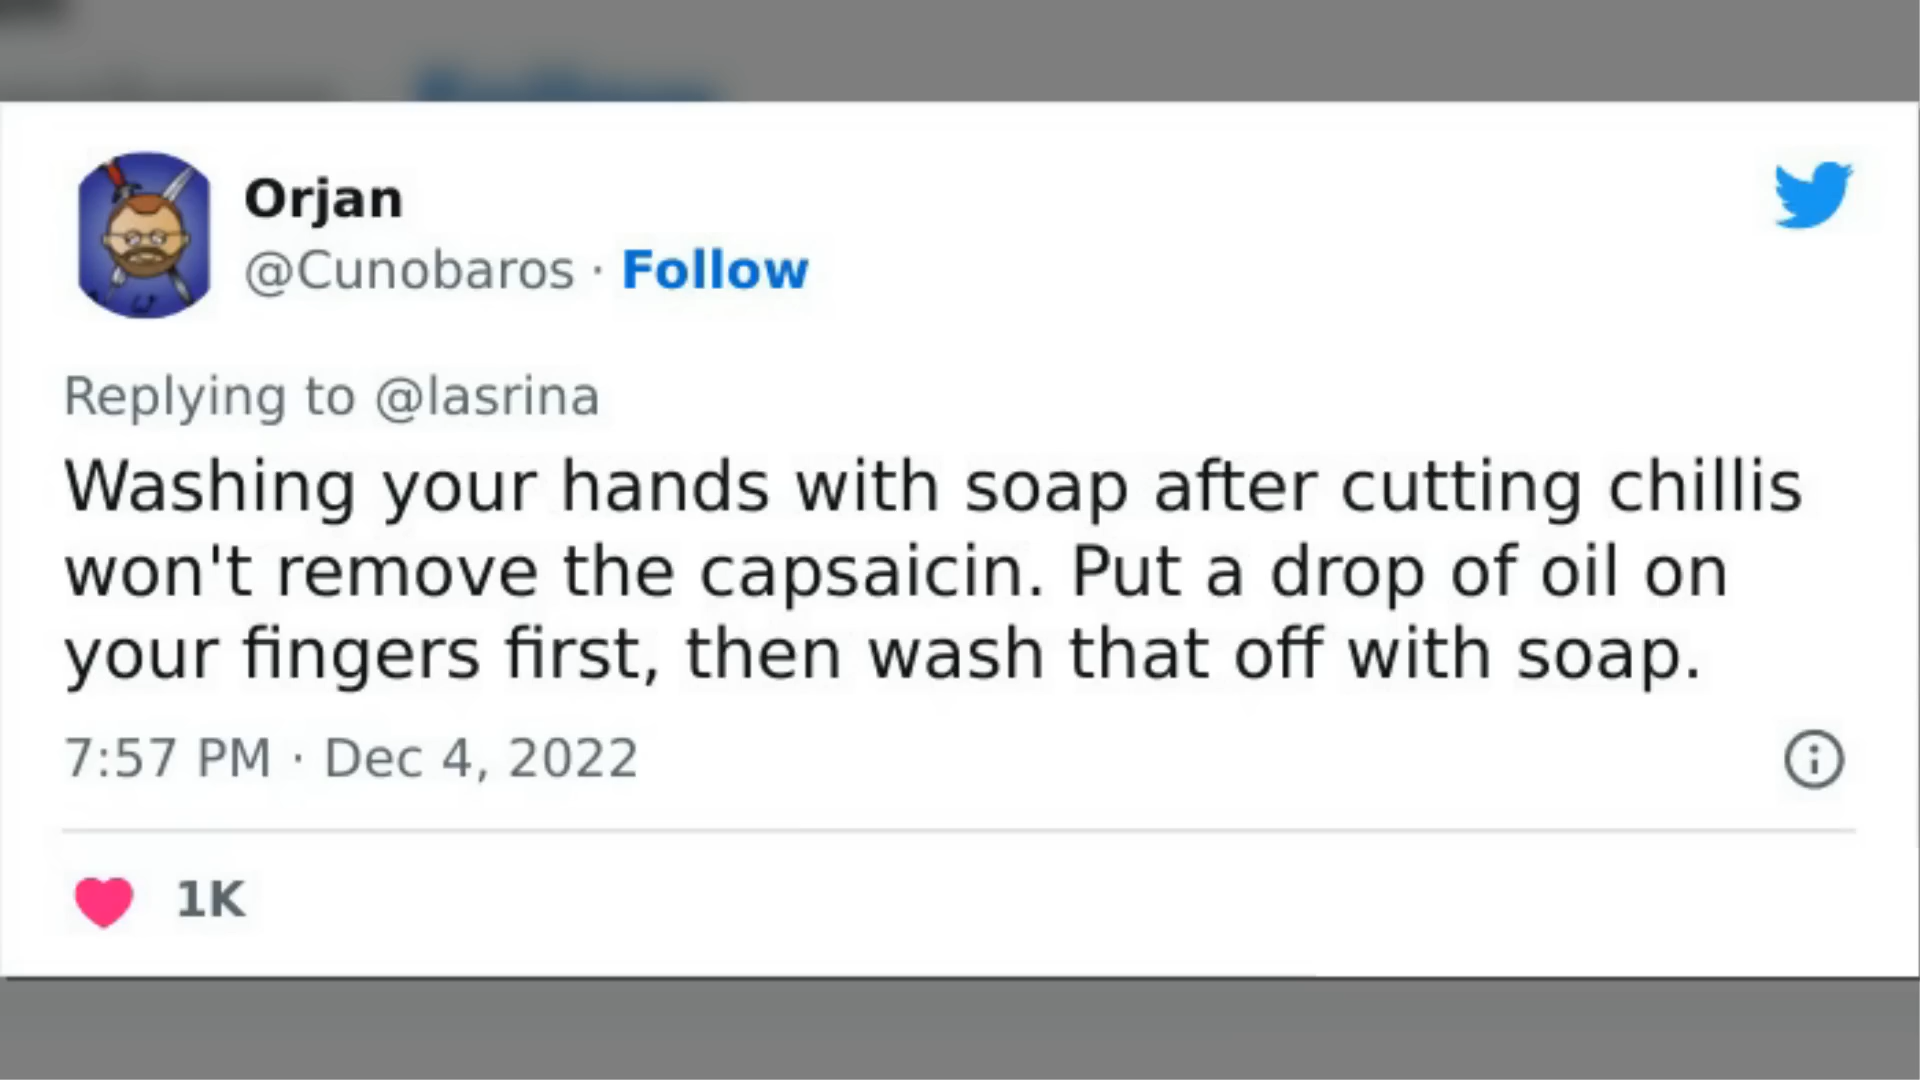 Orjan
@Cunobaros · Follow
Replying to @lasrina
Washing your hands with soap after cutting chillis
won't remove the capsaicin. Put a drop of oil on
your fingers first, then wash that off with soap.
7:57 PM · Dec 4, 2022
1K